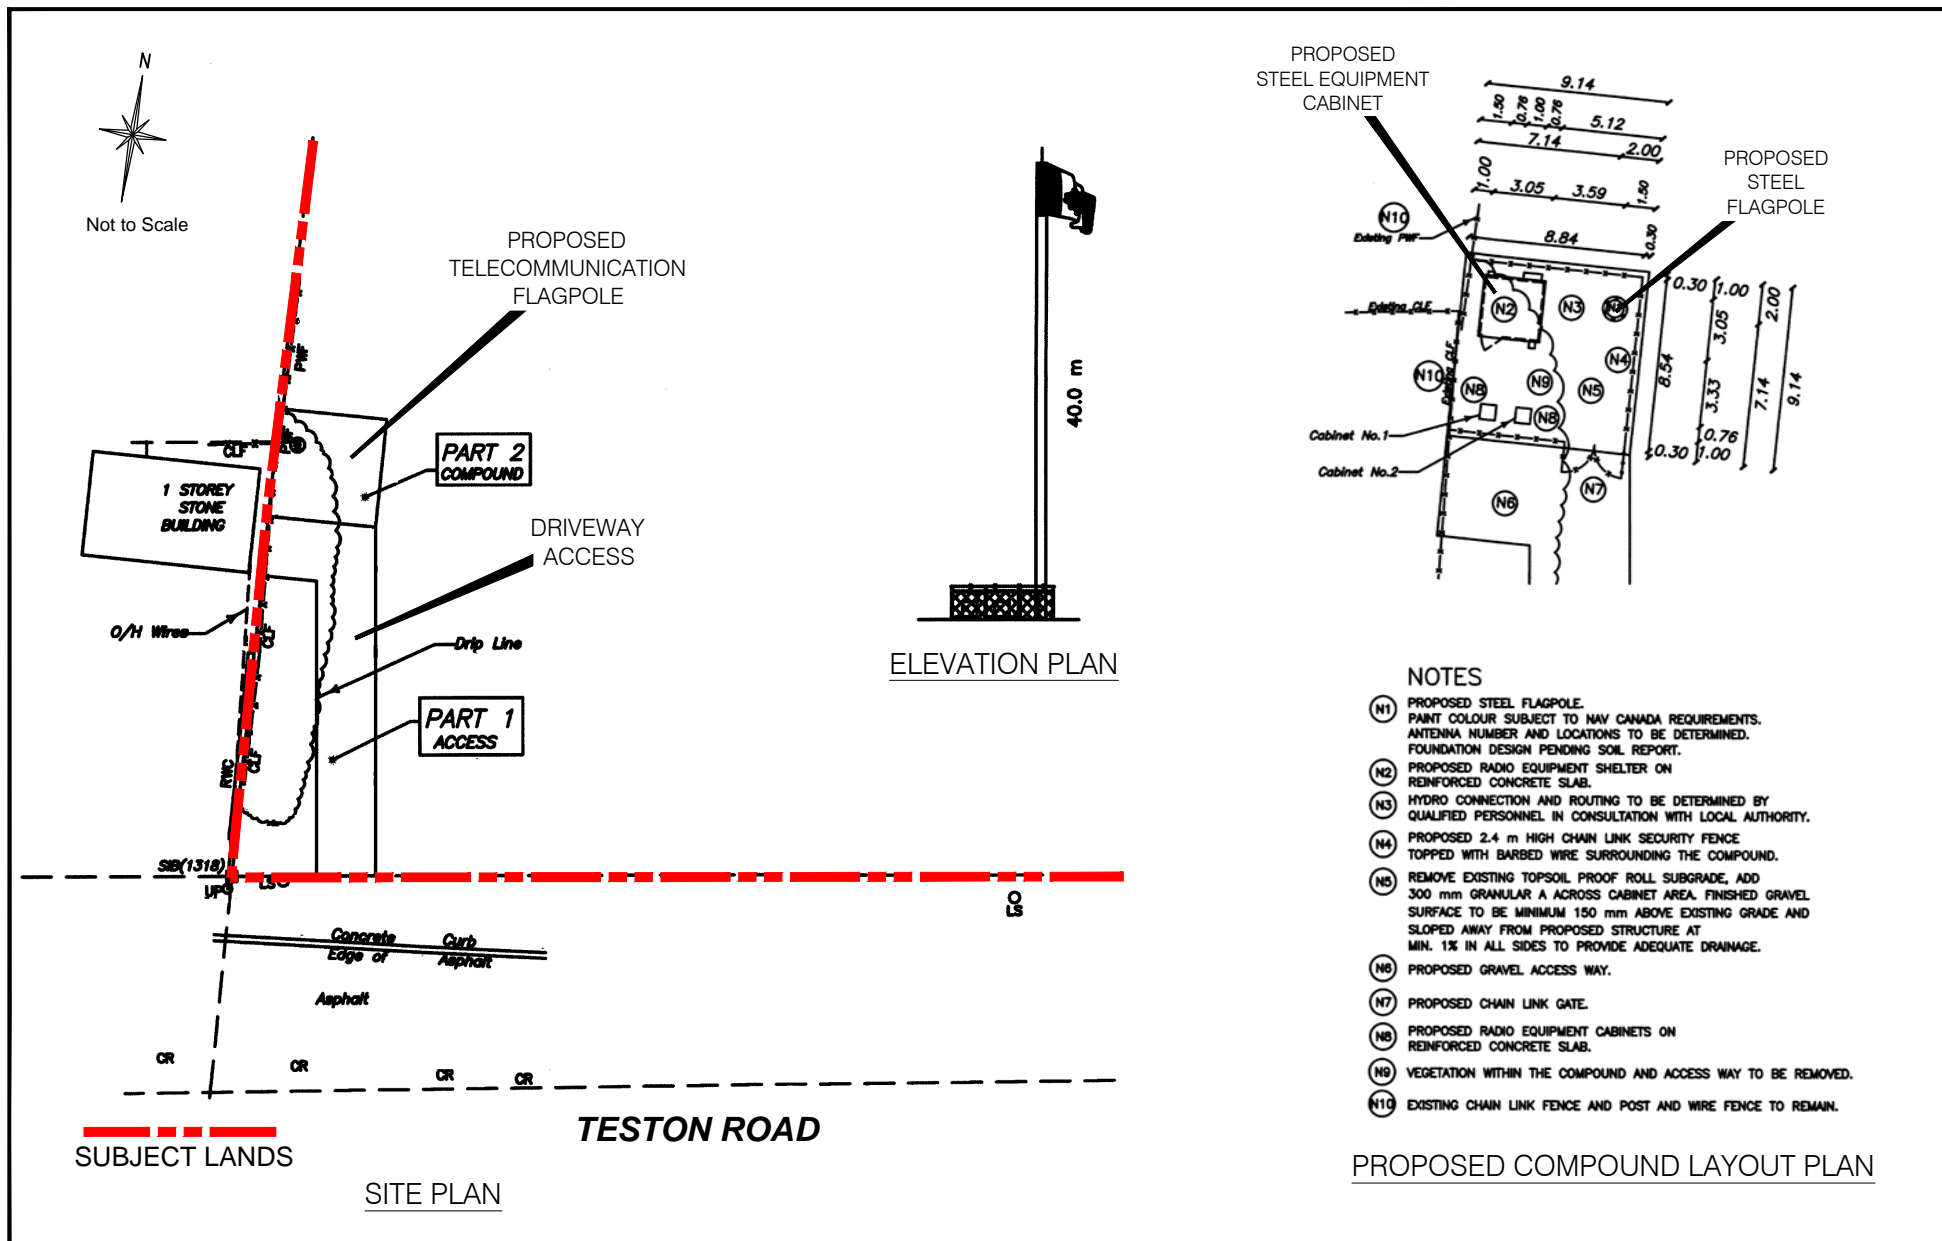 N
Not to Scale
PROPOSED
TELECOMMUNICATION
FLAGPOLE
PWF
CLF
PART 2
COMPOUND
1 STOREY
STONE
BUILDING
DRIVEWAY
ACCESS
O/H Wires
CLF
Drip Line
PART 1
ACCESS
RWC
CLF
SIB(1318)
UP
LS
LS
Concrete Curb
Edge of Asphalt
Asphalt
CR
CR
CR
CR
TESTON ROAD
SUBJECT LANDS
SITE PLAN
40.0 m
ELEVATION PLAN
PROPOSED
STEEL EQUIPMENT
CABINET
PROPOSED
STEEL
FLAGPOLE
9.14
1.50 0.76 1.00 0.76 5.12
7.14 2.00
1.00 3.05 3.59 1.50
N10
Existing PWF
8.84 0.30
Existing CLF
N2 N3 N1
0.30 1.00 2.00
3.05
N4
8.54
N10
Existing CLF
N8 N9 N5
3.33 7.14 9.14
N8
Cabinet No.1
0.76
0.30 1.00
Cabinet No.2
N7
N6
NOTES
N1 PROPOSED STEEL FLAGPOLE.
PAINT COLOUR SUBJECT TO NAV CANADA REQUIREMENTS.
ANTENNA NUMBER AND LOCATIONS TO BE DETERMINED.
FOUNDATION DESIGN PENDING SOIL REPORT.
N2 PROPOSED RADIO EQUIPMENT SHELTER ON
REINFORCED CONCRETE SLAB.
N3 HYDRO CONNECTION AND ROUTING TO BE DETERMINED BY
QUALIFIED PERSONNEL IN CONSULTATION WITH LOCAL AUTHORITY.
N4 PROPOSED 2.4 m HIGH CHAIN LINK SECURITY FENCE
TOPPED WITH BARBED WIRE SURROUNDING THE COMPOUND.
N5 REMOVE EXISTING TOPSOIL PROOF ROLL SUBGRADE, ADD
300 mm GRANULAR A ACROSS CABINET AREA. FINISHED GRAVEL
SURFACE TO BE MINIMUM 150 mm ABOVE EXISTING GRADE AND
SLOPED AWAY FROM PROPOSED STRUCTURE AT
MIN. 1% IN ALL SIDES TO PROVIDE ADEQUATE DRAINAGE.
N6 PROPOSED GRAVEL ACCESS WAY.
N7 PROPOSED CHAIN LINK GATE.
N8 PROPOSED RADIO EQUIPMENT CABINETS ON
REINFORCED CONCRETE SLAB.
N9 VEGETATION WITHIN THE COMPOUND AND ACCESS WAY TO BE REMOVED.
N10 EXISTING CHAIN LINK FENCE AND POST AND WIRE FENCE TO REMAIN.
PROPOSED COMPOUND LAYOUT PLAN